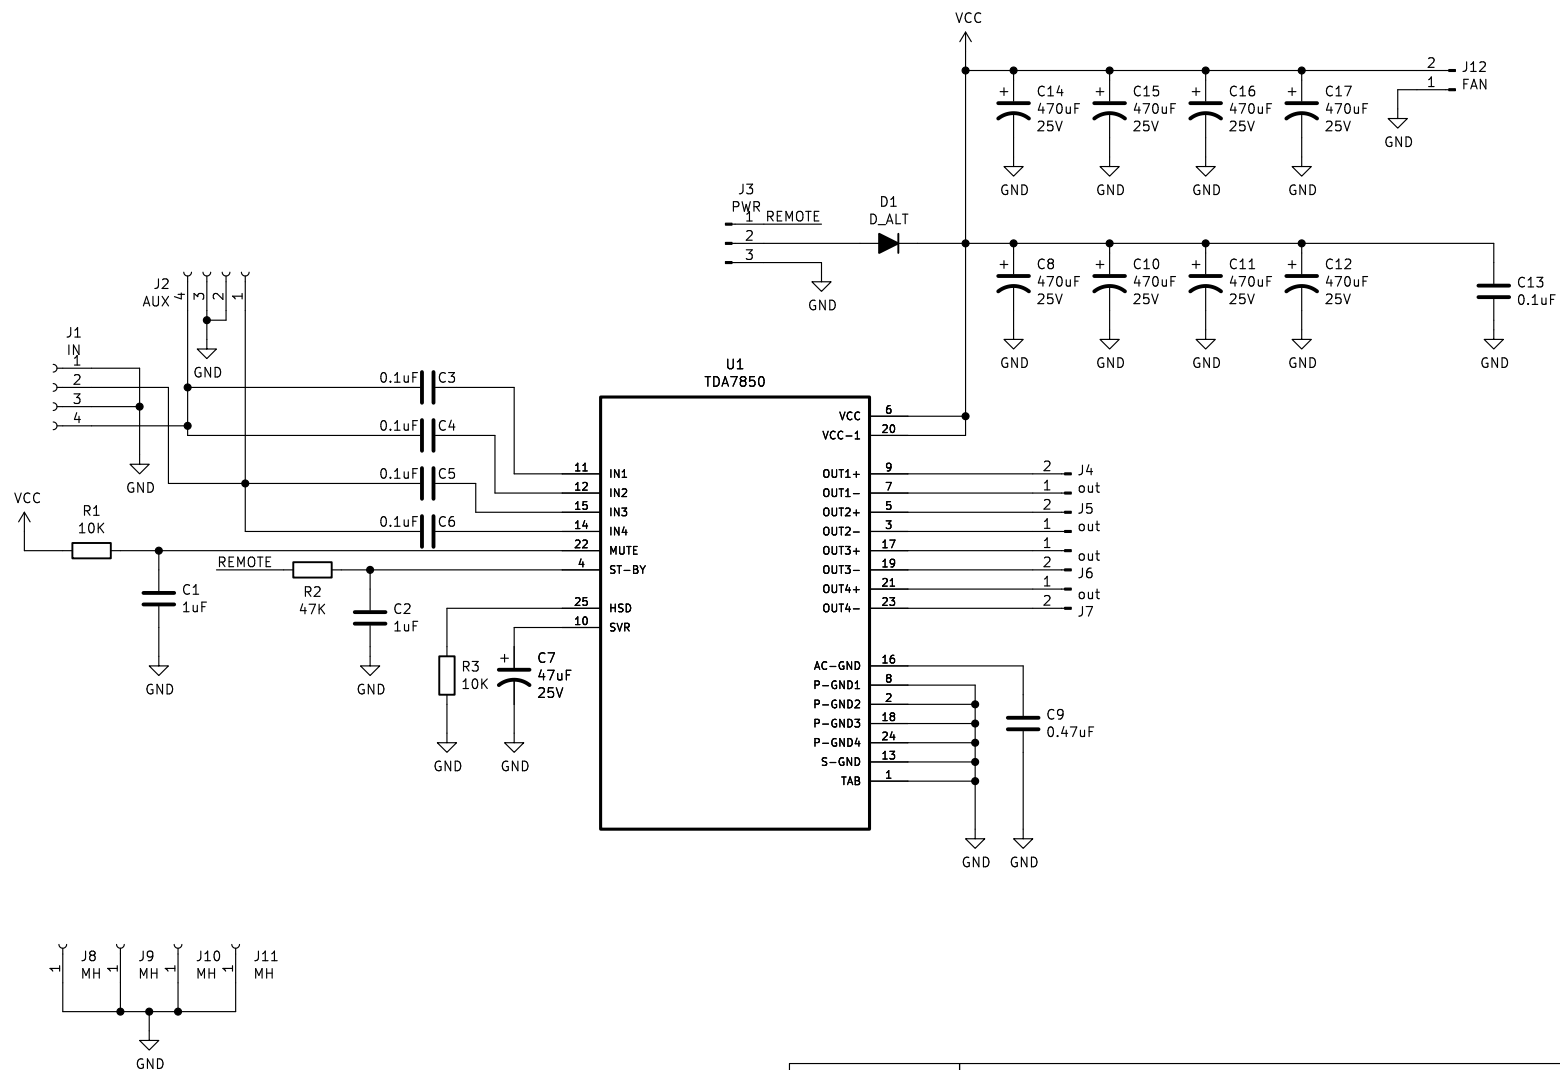 VCC
2 J12
1 FAN
C14 C15 C16 C17
470uF 470uF 470uF 470uF
25V 25V 25V 25V
+ + + +
GND
GND GND GND GND
J3
PWR
1 REMOTE
2
3
GND
D1
D_ALT
C8 C10 C11 C12
470uF 470uF 470uF 470uF
25V 25V 25V 25V
+ + + +
GND GND GND GND
C13
0.1uF
GND
J2
AUX
4 3 2 1
GND
J1
IN
1
2
3
4
GND
0.1uF C3
0.1uF C4
0.1uF C5
0.1uF C6
VCC
R1
10K
C1
1uF
GND
REMOTE
R2
47K
C2
1uF
GND
R3
10K
GND
+ C7
47uF
25V
GND
U1
TDA7850
11 IN1
12 IN2
15 IN3
14 IN4
22 MUTE
4 ST-BY
25 HSD
10 SVR
VCC 6
VCC-1 20
OUT1+ 9 2 J4
OUT1- 7 1 out
OUT2+ 5 2 J5
OUT2- 3 1 out
OUT3+ 17 1 out
OUT3- 19 2 J6
OUT4+ 21 1 out
OUT4- 23 2 J7
AC-GND 16
P-GND1 8
P-GND2 2
P-GND3 18
P-GND4 24
S-GND 13
TAB 1
C9
0.47uF
GND GND
1 J8 1 J9 1 J10 1 J11
MH MH MH MH
GND